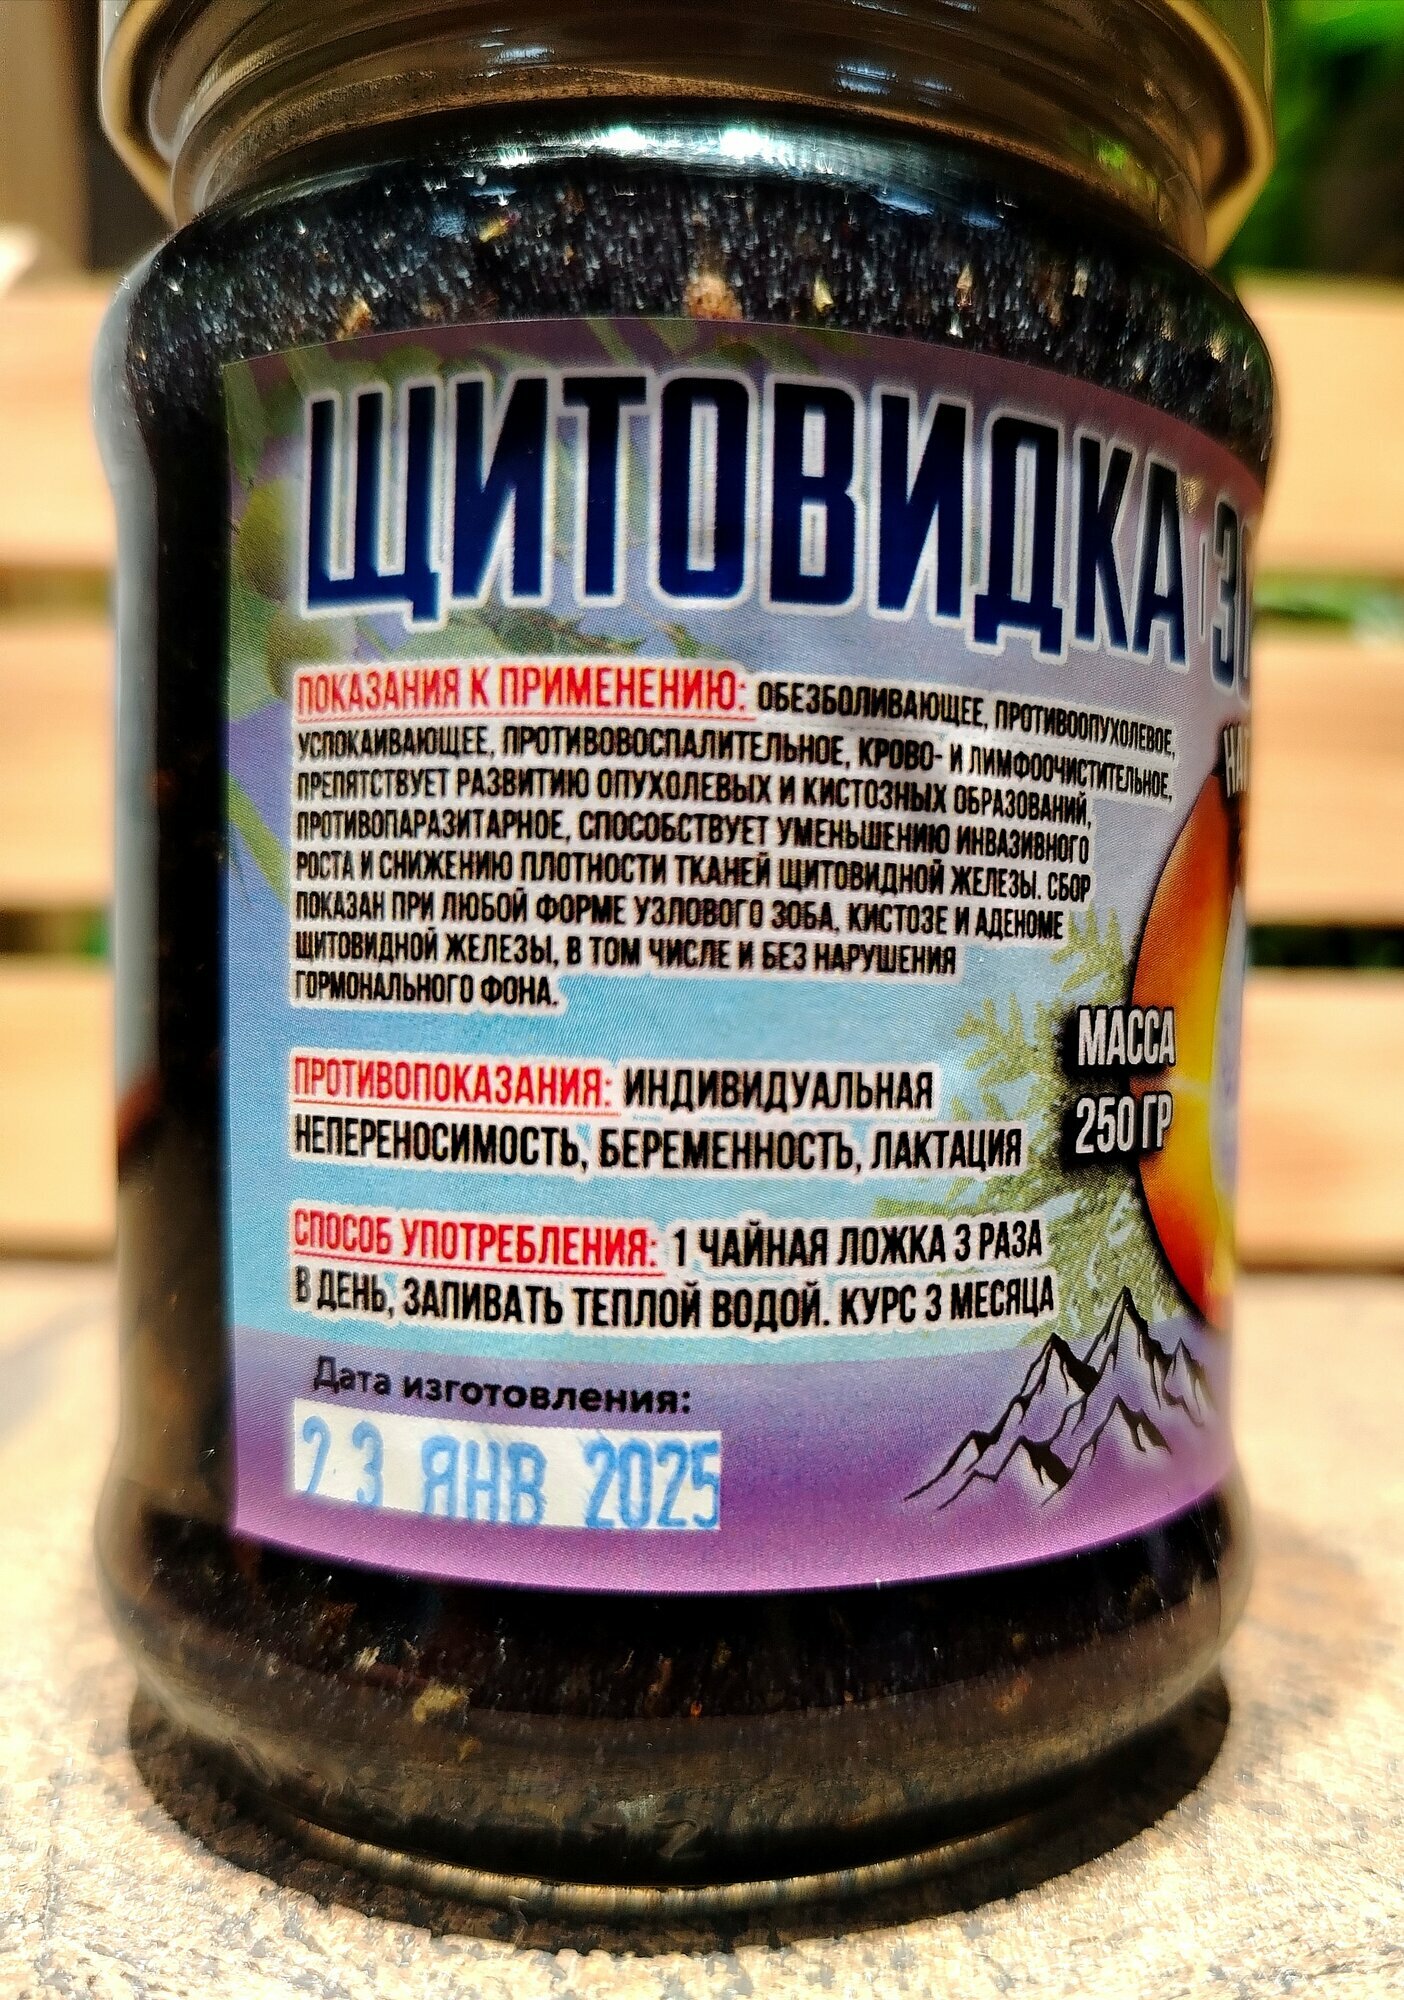 ЩИТОВИДКА
ПОКАЗАНИЯ К ПРИМЕНЕНИЮ: ОБЕЗБОЛИВАЮЩЕЕ, ПРОТИВООПУХОЛЕВОЕ,
УСПОКАИВАЮЩЕЕ, ПРОТИВОВОСПАЛИТЕЛЬНОЕ, КРОВО- И ЛИМФООЧИСТИТЕЛЬНОЕ,
ПРЕПЯТСТВУЕТ РАЗВИТИЮ ОПУХОЛЕВЫХ И КИСТОЗНЫХ ОБРАЗОВАНИЙ,
ПРОТИВОПАРАЗИТАРНОЕ, СПОСОБСТВУЕТ УМЕНЬШЕНИЮ ИНВАЗИВНОГО
РОСТА И СНИЖЕНИЮ ПЛОТНОСТИ ТКАНЕЙ ЩИТОВИДНОЙ ЖЕЛЕЗЫ. СБОР
ПОКАЗАН ПРИ ЛЮБОЙ ФОРМЕ УЗЛОВОГО ЗОБА, КИСТОЗЕ И АДЕНОМЕ
ЩИТОВИДНОЙ ЖЕЛЕЗЫ, В ТОМ ЧИСЛЕ И БЕЗ НАРУШЕНИЯ
ГОРМОНАЛЬНОГО ФОНА.
МАССА
250 ГР
ПРОТИВОПОКАЗАНИЯ: ИНДИВИДУАЛЬНАЯ
НЕПЕРЕНОСИМОСТЬ, БЕРЕМЕННОСТЬ, ЛАКТАЦИЯ
СПОСОБ УПОТРЕБЛЕНИЯ: 1 ЧАЙНАЯ ЛОЖКА 3 РАЗА
В ДЕНЬ, ЗАПИВАТЬ ТЕПЛОЙ ВОДОЙ. КУРС 3 МЕСЯЦА
Дата изготовления:
23 ЯНВ 2025